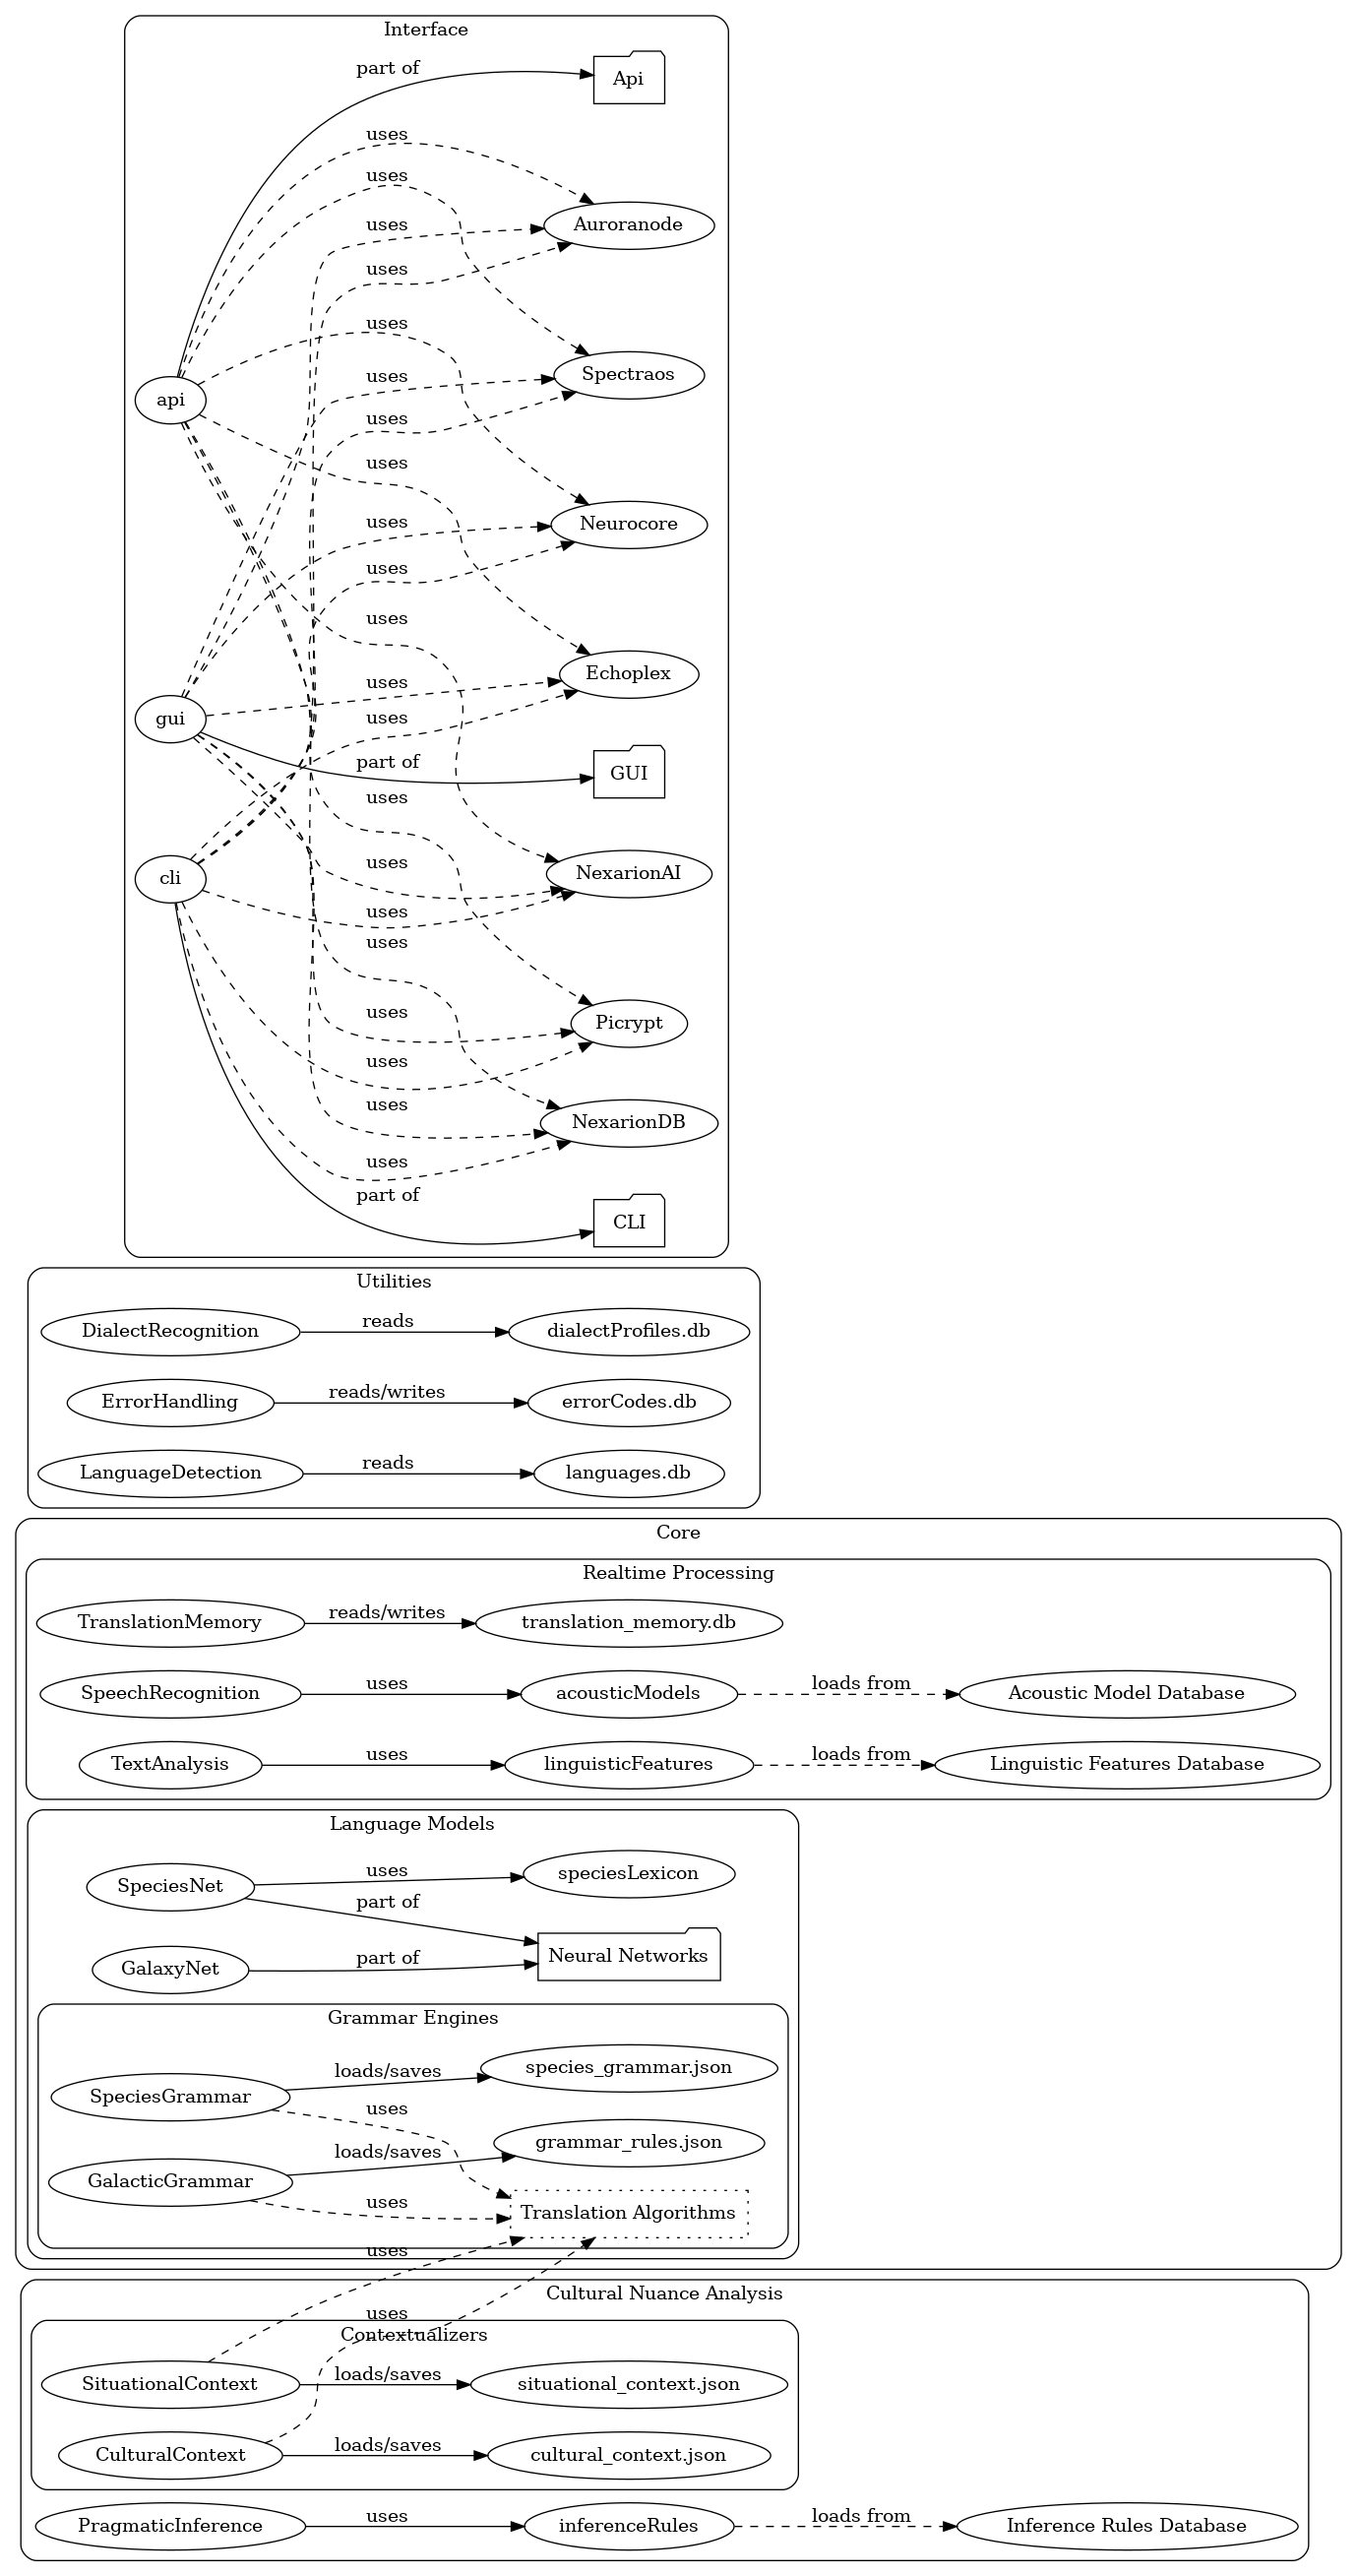 Interface
part of
Api
uses
uses
Auroranode
uses
uses
uses
Spectraos
uses
api
uses
uses
uses
Neurocore
uses
uses
Echoplex
uses
gui
uses
part of
GUI
uses
cli
uses
NexarionAI
uses
uses
uses
Picrypt
uses
uses
NexarionDB
uses
part of
CLI
Utilities
DialectRecognition
reads
dialectProfiles.db
ErrorHandling
reads/writes
errorCodes.db
LanguageDetection
reads
languages.db
Core
Realtime Processing
TranslationMemory
reads/writes
translation_memory.db
SpeechRecognition
uses
acousticModels
loads from
Acoustic Model Database
TextAnalysis
uses
linguisticFeatures
loads from
Linguistic Features Database
Language Models
SpeciesNet
uses
speciesLexicon
part of
GalaxyNet
part of
Neural Networks
Grammar Engines
SpeciesGrammar
loads/saves
species_grammar.json
uses
GalacticGrammar
loads/saves
grammar_rules.json
uses
Translation Algorithms
uses
Cultural Nuance Analysis
uses
Contextualizers
SituationalContext
loads/saves
situational_context.json
CulturalContext
loads/saves
cultural_context.json
PragmaticInference
uses
inferenceRules
loads from
Inference Rules Database